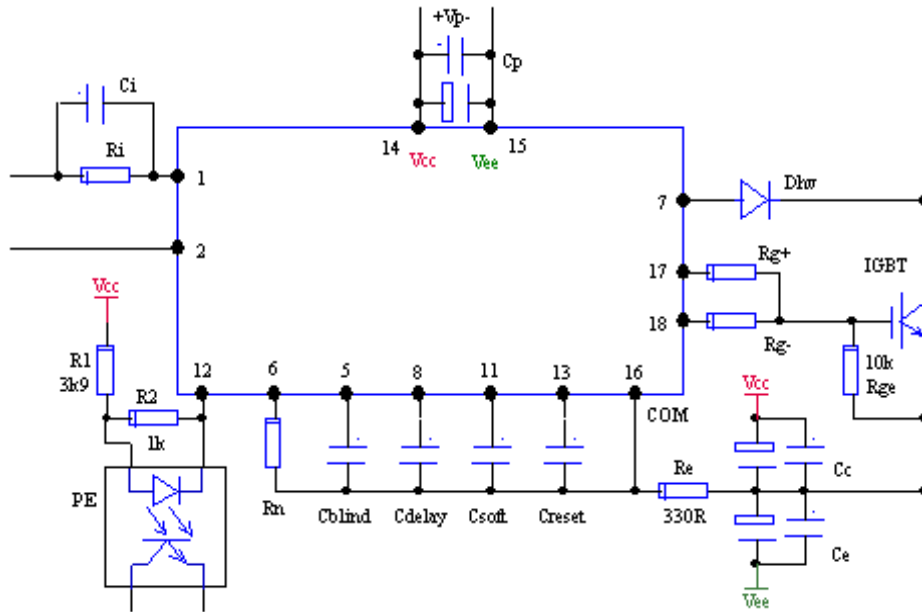 +Vp-
Cp
Ci
Ri
14
15
Vcc
Vee
1
7
Dhv
2
17
Rg+
IGBT
Vcc
18
Rg-
R1
3k9
12
6
5
8
11
13
16
10k
Rge
R2
COM
Vcc
1k
Re
Cc
PE
Rn
Cblind
Cdelay
Csoft
Creset
330R
Ce
Vee